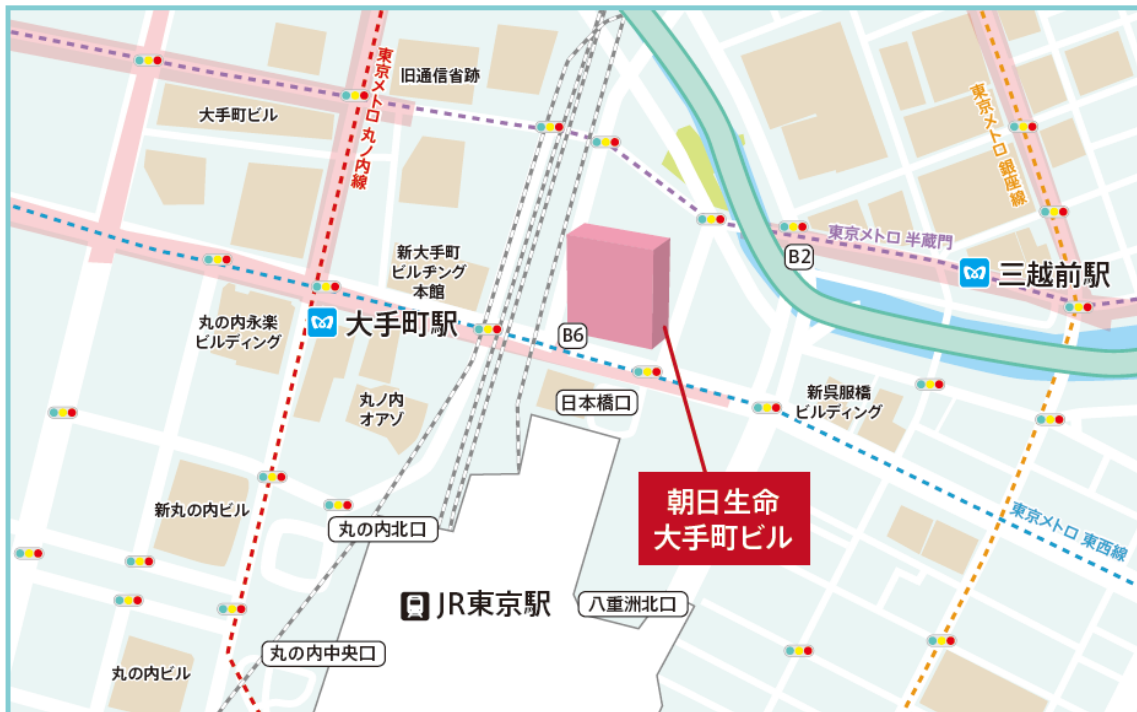 旧逓信省跡
大手町ビル
東京メトロ 丸ノ内線
東京メトロ 銀座線
東京メトロ 半蔵門
B2
三越前駅
新大手町
ビルヂング
本館
大手町駅
丸の内永楽
ビルディング
B6
丸ノ内
オアゾ
日本橋口
新呉服橋
ビルディング
朝日生命
大手町ビル
新丸の内ビル
丸の内北口
東京メトロ 東西線
JR東京駅
八重洲北口
丸の内中央口
丸の内ビル